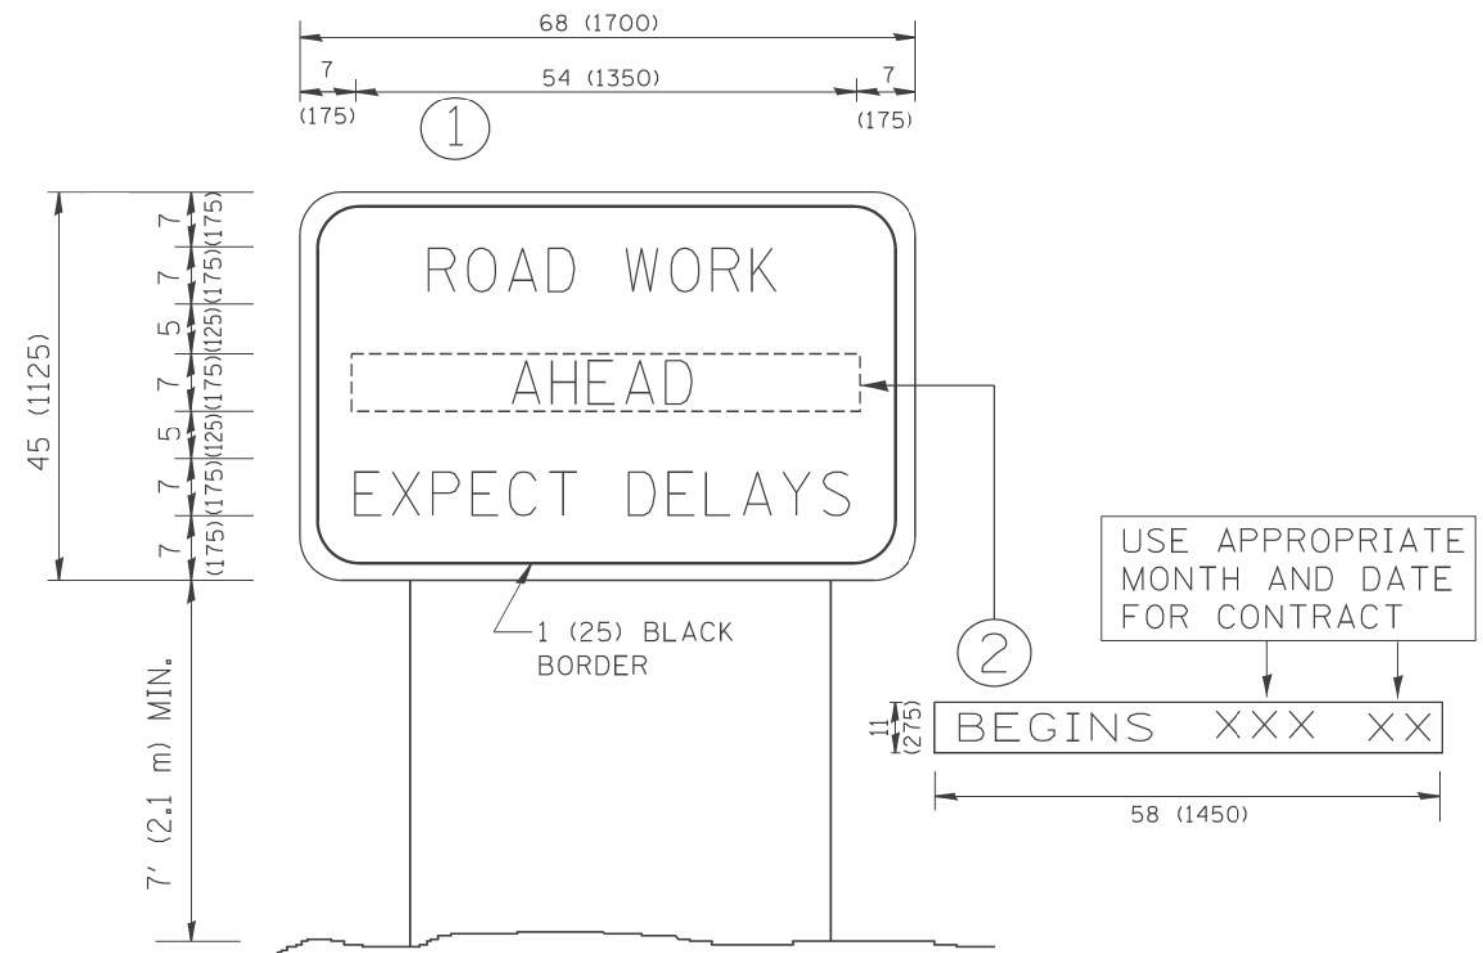 68 (1700)
7
54 (1350)
7
(175)
(175)
1
7
(175)
7
(175)
5
(125)
7
(175)
5
(125)
7
(175)
7
(175)
45 (1125)
ROAD WORK
AHEAD
EXPECT DELAYS
1 (25) BLACK
BORDER
7' (2.1 m) MIN.
2
USE APPROPRIATE
MONTH AND DATE
FOR CONTRACT
11
(275)
BEGINS XXX XX
58 (1450)